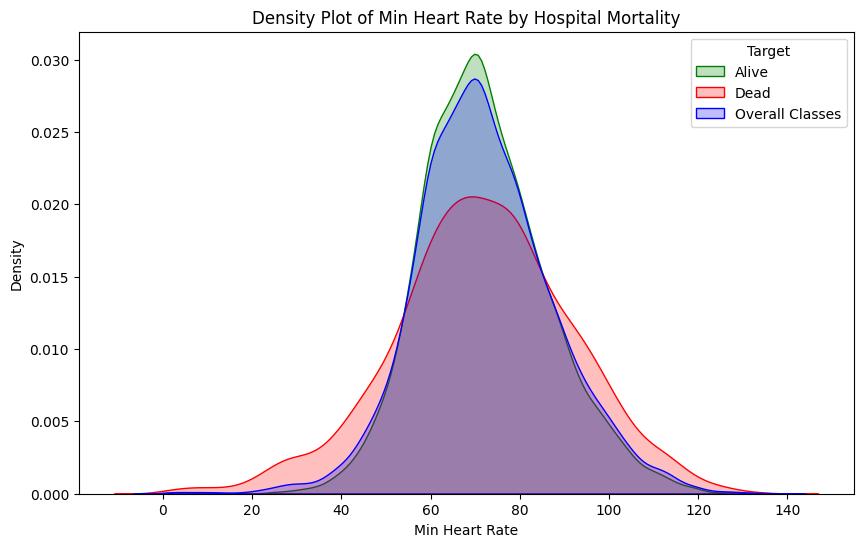 Density Plot of Min Heart Rate by Hospital Mortality
Target
Alive
Dead
Overall Classes
Density
0.030
0.025
0.020
0.015
0.010
0.005
0.000
0
20
40
60
80
100
120
140
Min Heart Rate